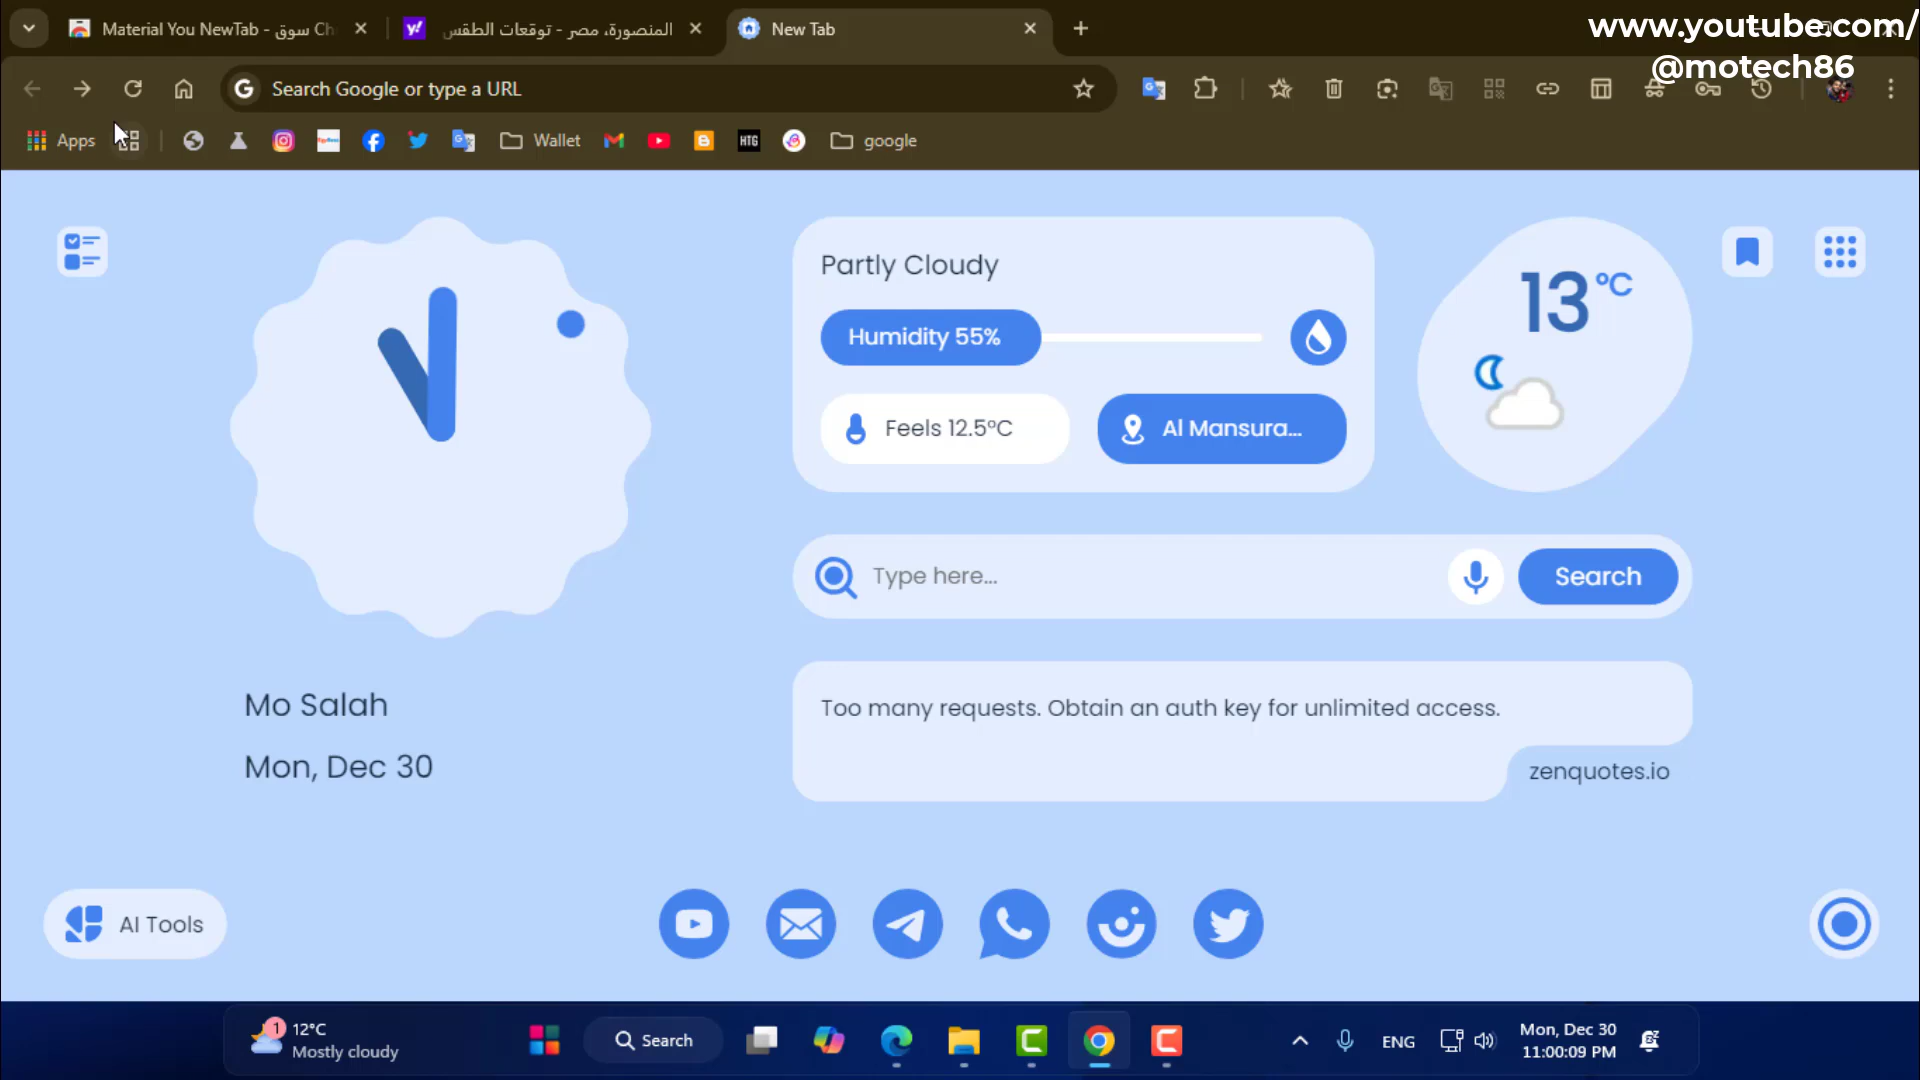 Material You NewTab - سوق Ch
المنصورة، مصر - توقعات الطقس
New Tab
www.youtube.com/
@motech86
Search Google or type a URL
Apps
Wallet
HTG
google
Partly Cloudy
13 °C
Humidity 55%
Feels 12.5°C
Al Mansura...
Type here...
Search
Mo Salah
Mon, Dec 30
Too many requests. Obtain an auth key for unlimited access.
zenquotes.io
AI Tools
1
12°C
Mostly cloudy
Search
ENG
Mon, Dec 30
11:00:09 PM